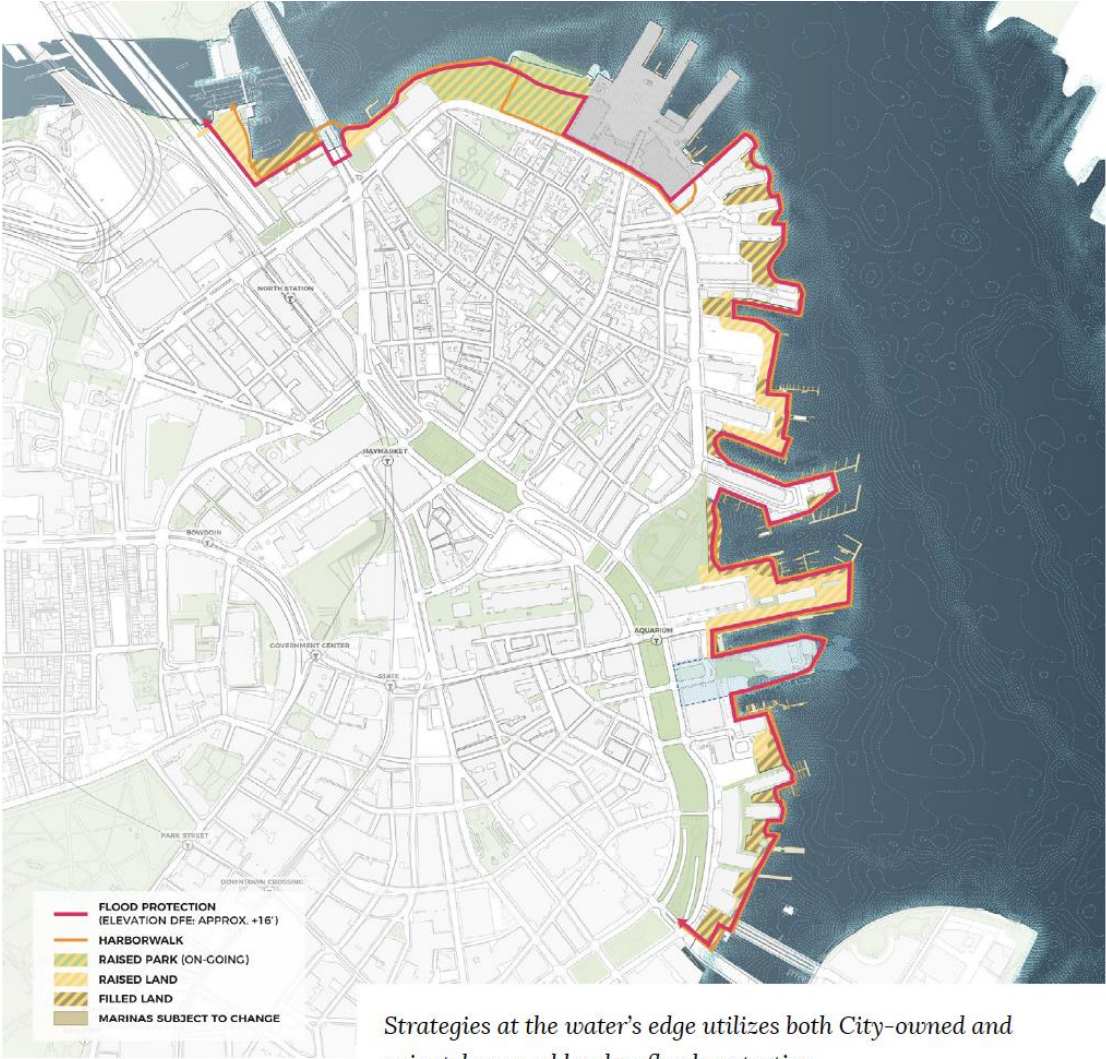 NORTH STATION
HAYMARKET
BOWDOIN
AQUARIUM
GOVERNMENT CENTER
STATE
PARK STREET
DOWNTOWN CROSSING
FLOOD PROTECTION
(ELEVATION DFE: APPROX. +16')
HARBORWALK
RAISED PARK (ON-GOING)
RAISED LAND
FILLED LAND
MARINAS SUBJECT TO CHANGE
Strategies at the water's edge utilizes both City-owned and